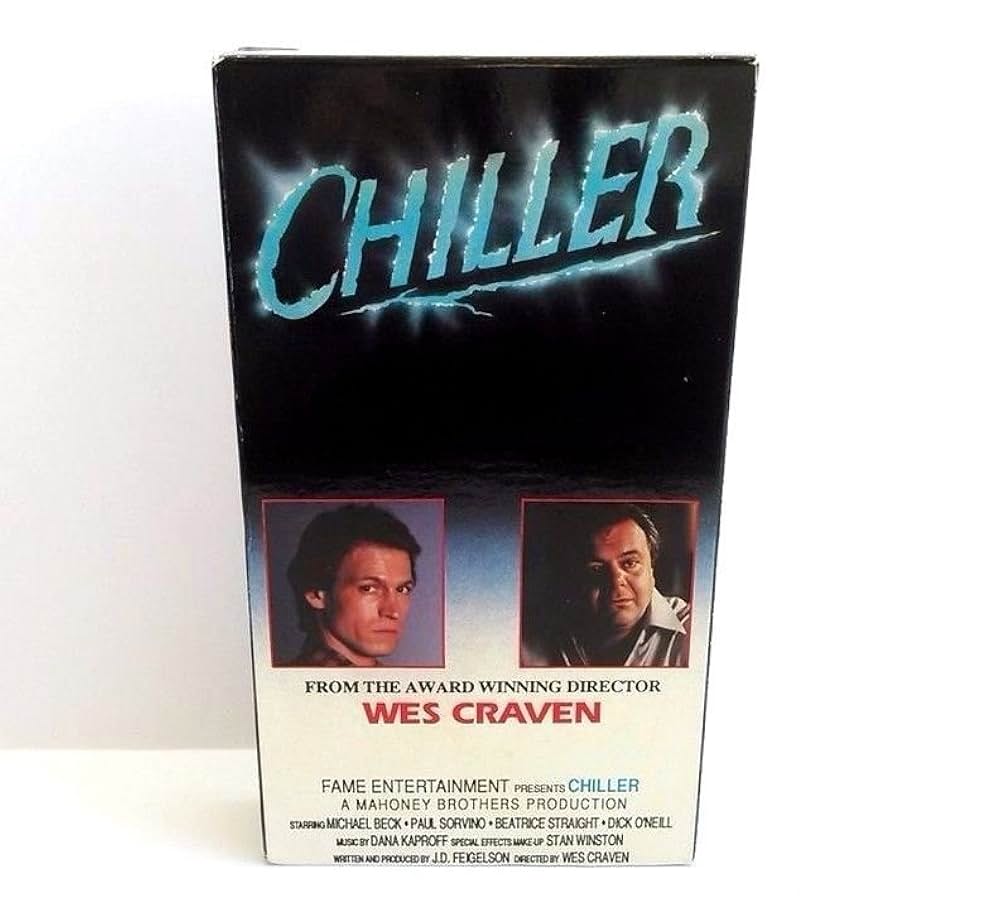 CHILLER
FROM THE AWARD WINNING DIRECTOR
WES CRAVEN
FAME ENTERTAINMENT PRESENTS CHILLER
A MAHONEY BROTHERS PRODUCTION
STARRING MICHAEL BECK • PAUL SORVINO • BEATRICE STRAIGHT • DICK O'NEILL
MUSIC BY DANA KAPROFF SPECIAL EFFECTS MAKE-UP STAN WINSTON
WRITTEN AND PRODUCED BY J.D. FEIGELSON DIRECTED BY WES CRAVEN